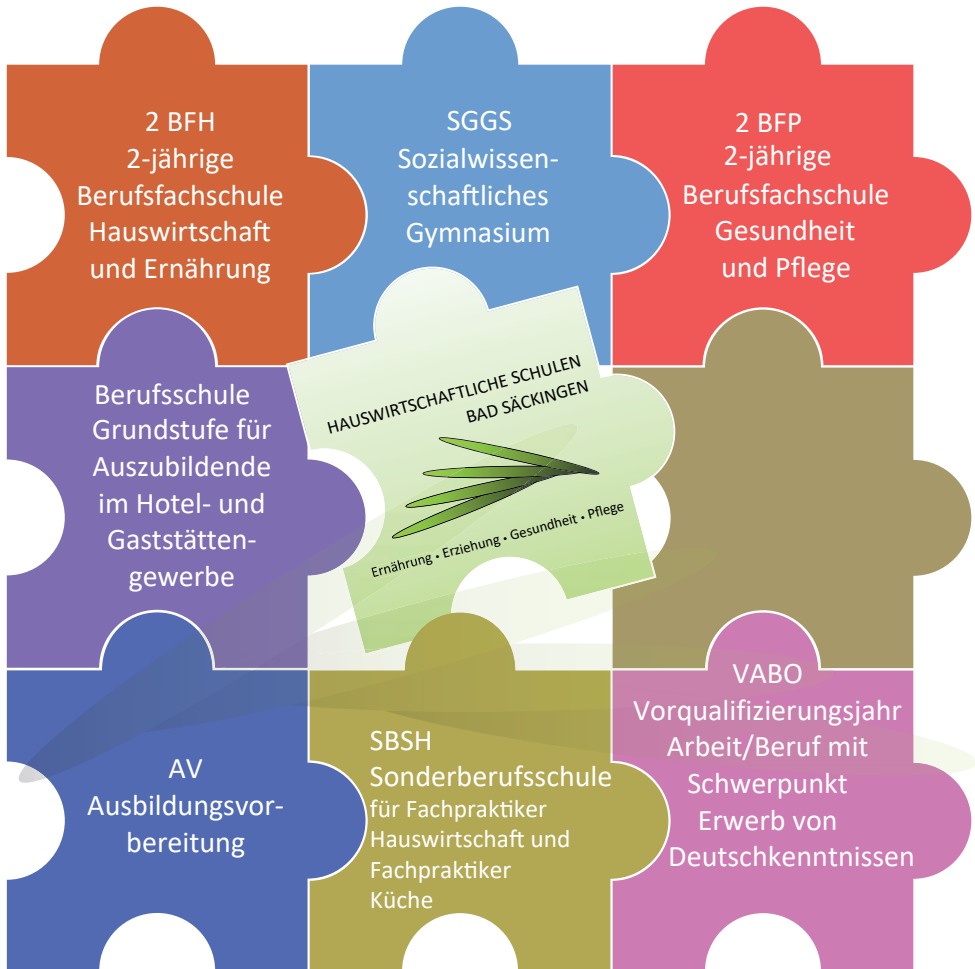 2 BFH
2-jährige
Berufsfachschule
Hauswirtschaft
und Ernährung
SGGS
Sozialwissen-
schaftliches
Gymnasium
2 BFP
2-jährige
Berufsfachschule
Gesundheit
und Pflege
Berufsschule
Grundstufe für
Auszubildende
im Hotel- und
Gaststätten-
gewerbe
HAUSWIRTSCHAFTLICHE SCHULEN
BAD SÄCKINGEN
Ernährung • Erziehung • Gesundheit • Pflege
AV
Ausbildungsvor-
bereitung
SBSH
Sonderberufsschule
für Fachpraktiker
Hauswirtschaft und
Fachpraktiker
Küche
VABO
Vorqualifizierungsjahr
Arbeit/Beruf mit
Schwerpunkt
Erwerb von
Deutschkenntnissen